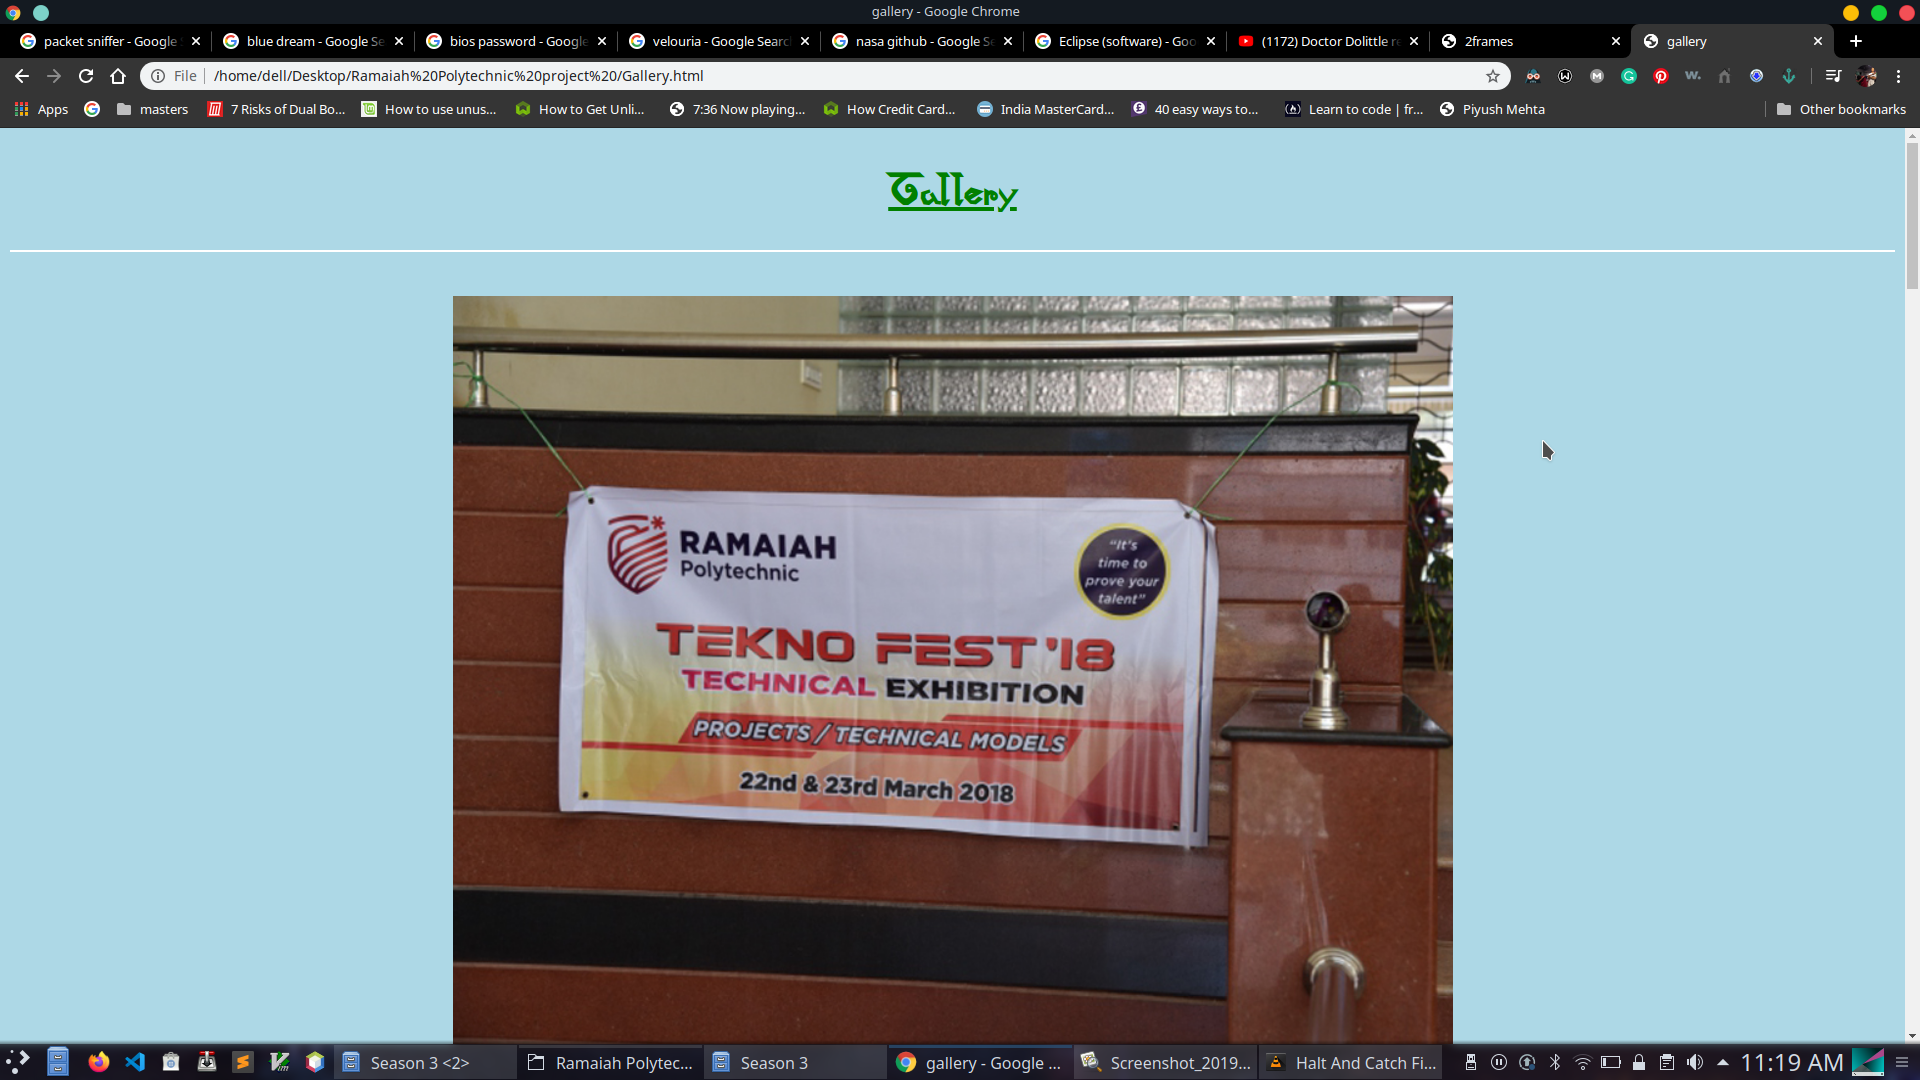 gallery - Google Chrome
packet sniffer - Google
blue dream - Google Se
bios password - Google
velouria - Google Searc
nasa github - Google Se
Eclipse (software) - Goo
(1172) Doctor Dolittle re
2frames
gallery
File
/home/dell/Desktop/Ramaiah%20Polytechnic%20project%20/Gallery.html
Apps
masters
7 Risks of Dual Bo...
How to use unus...
How to Get Unli...
7:36 Now playing...
How Credit Card...
India MasterCard...
40 easy ways to...
Learn to code | fr...
Piyush Mehta
Other bookmarks
Gallery
RAMAIAH
Polytechnic
"It's
time to
prove your
talent"
TEKNO FEST '18
TECHNICAL EXHIBITION
PROJECTS / TECHNICAL MODELS
22nd & 23rd March 2018
Season 3 <2>
Ramaiah Polytec...
Season 3
gallery - Google ...
Screenshot_2019...
Halt And Catch Fi...
11:19 AM